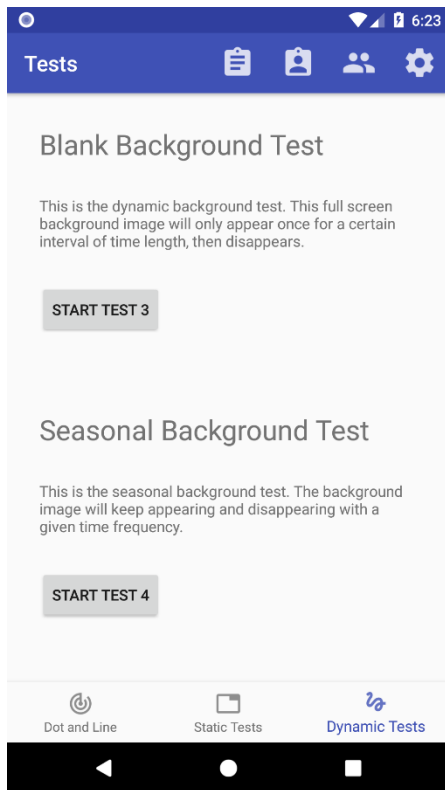 6:23
Tests
Blank Background Test
This is the dynamic background test. This full screen
background image will only appear once for a certain
interval of time length, then disappears.
START TEST 3
Seasonal Background Test
This is the seasonal background test. The background
image will keep appearing and disappearing with a
given time frequency.
START TEST 4
Dot and Line
Static Tests
Dynamic Tests